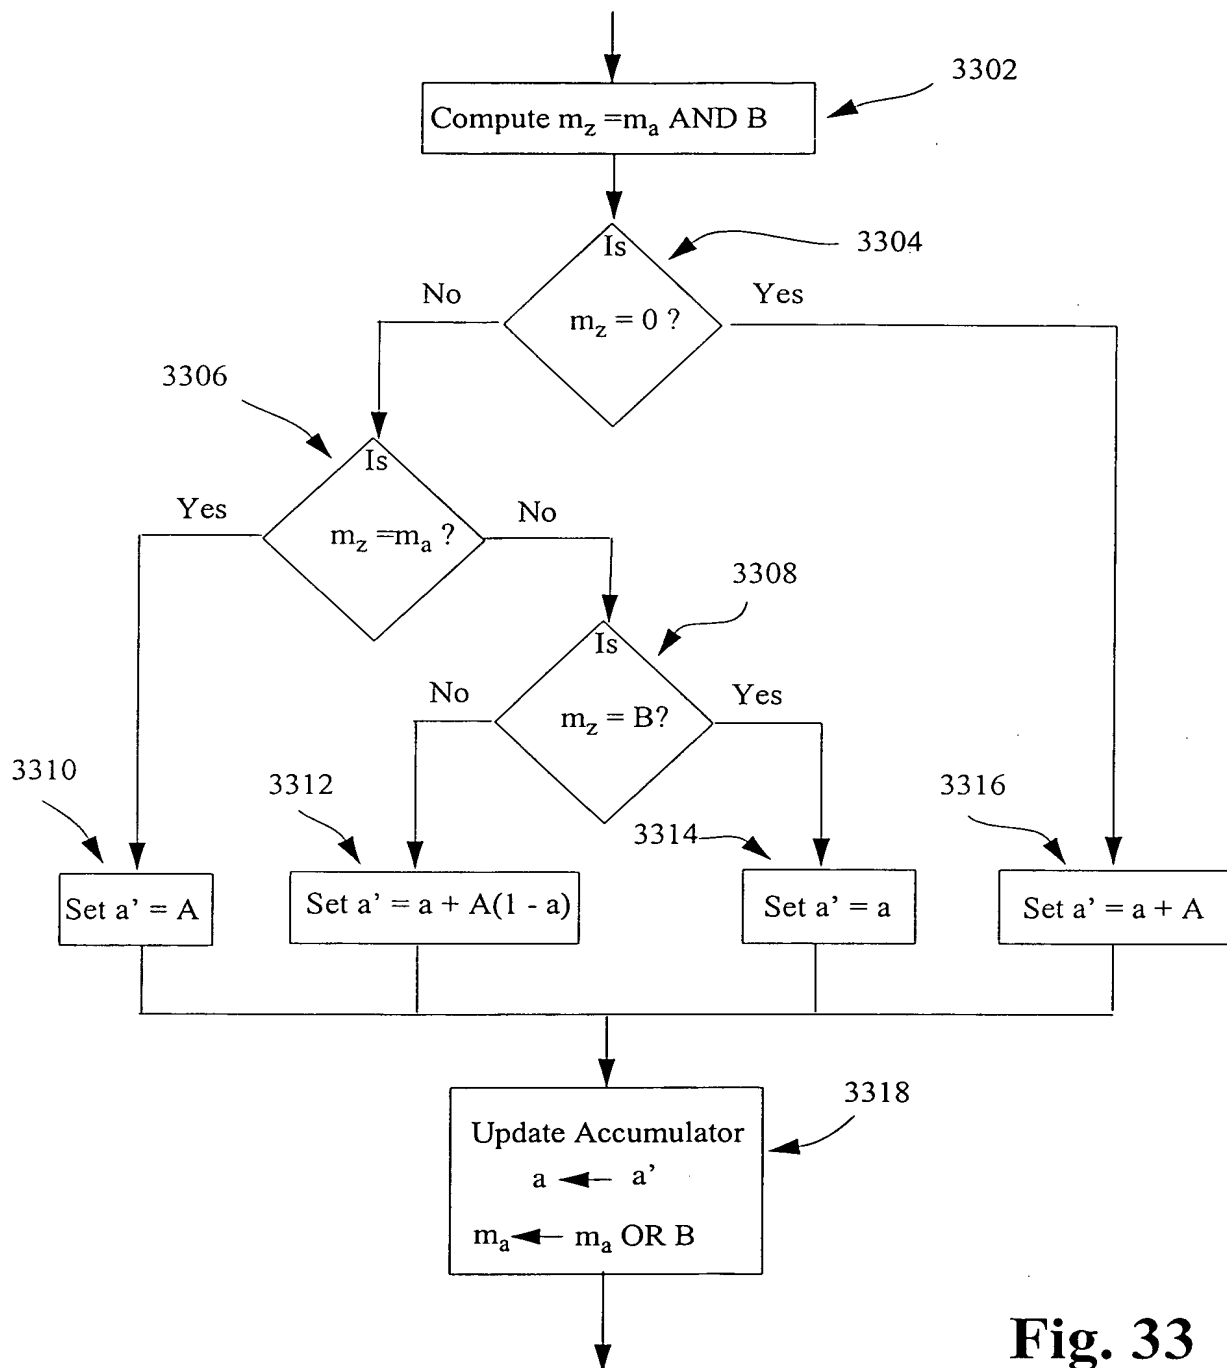 3302
Compute m_z =m_a AND B
3304
Is
m_z = 0 ?
No
Yes
3306
Is
m_z =m_a ?
Yes
No
3308
Is
m_z = B?
No
Yes
3310
3312
3314
3316
Set a’ = A
Set a’ = a + A(1 - a)
Set a’ = a
Set a’ = a + A
3318
Update Accumulator
a ← a’
m_a ← m_a OR B
Fig. 33